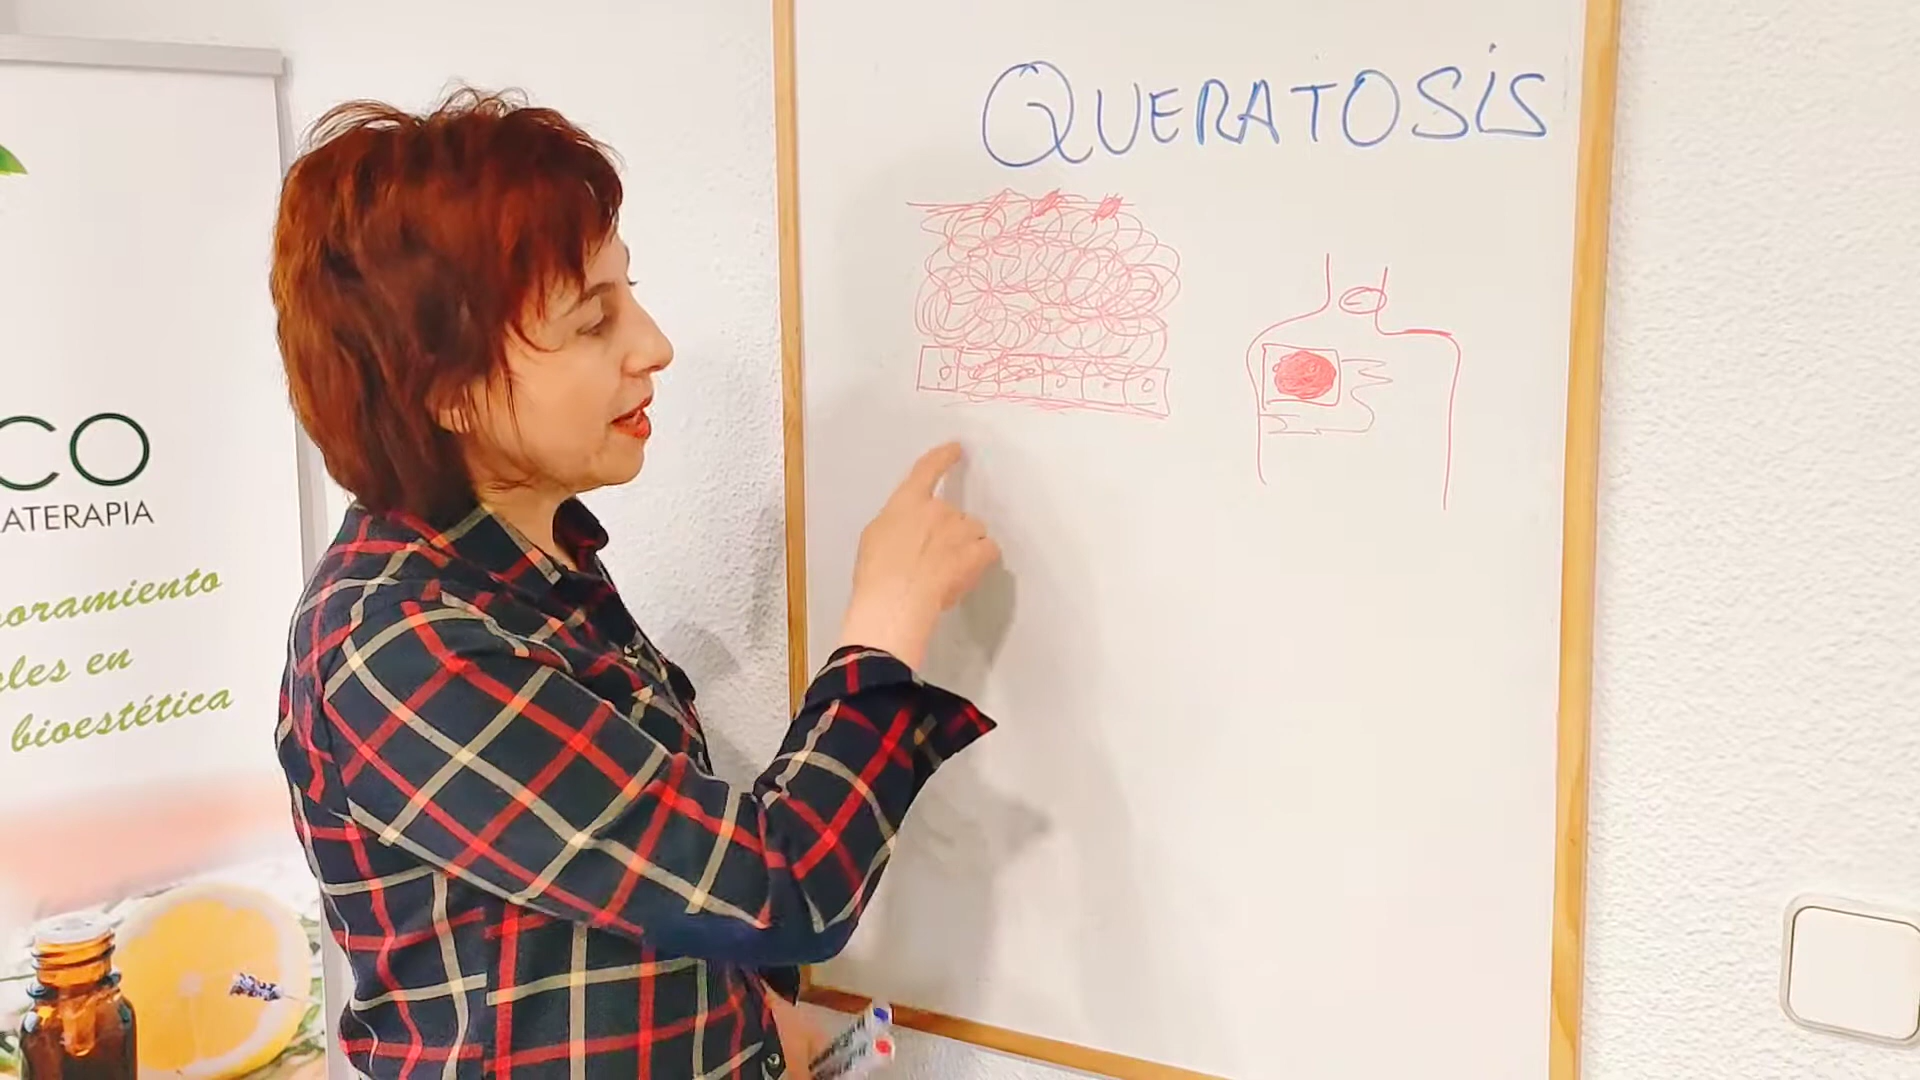 QUERATOSiS
CO
ATERAPIA
oramiento
les en
bioestética